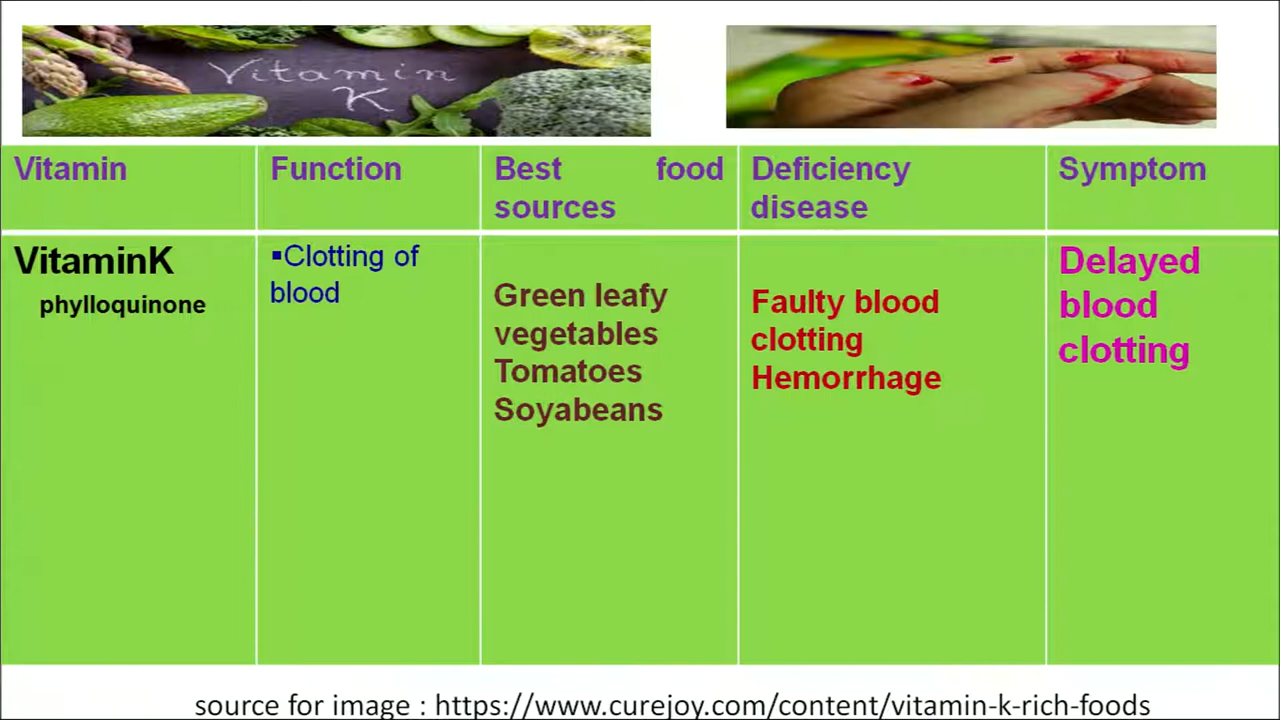 Vitamin
K
Vitamin
Function
Best food
sources
Deficiency
disease
Symptom
VitaminK
phylloquinone
▪Clotting of
blood
Green leafy
vegetables
Tomatoes
Soyabeans
Faulty blood
clotting
Hemorrhage
Delayed
blood
clotting
source for image : https://www.curejoy.com/content/vitamin-k-rich-foods